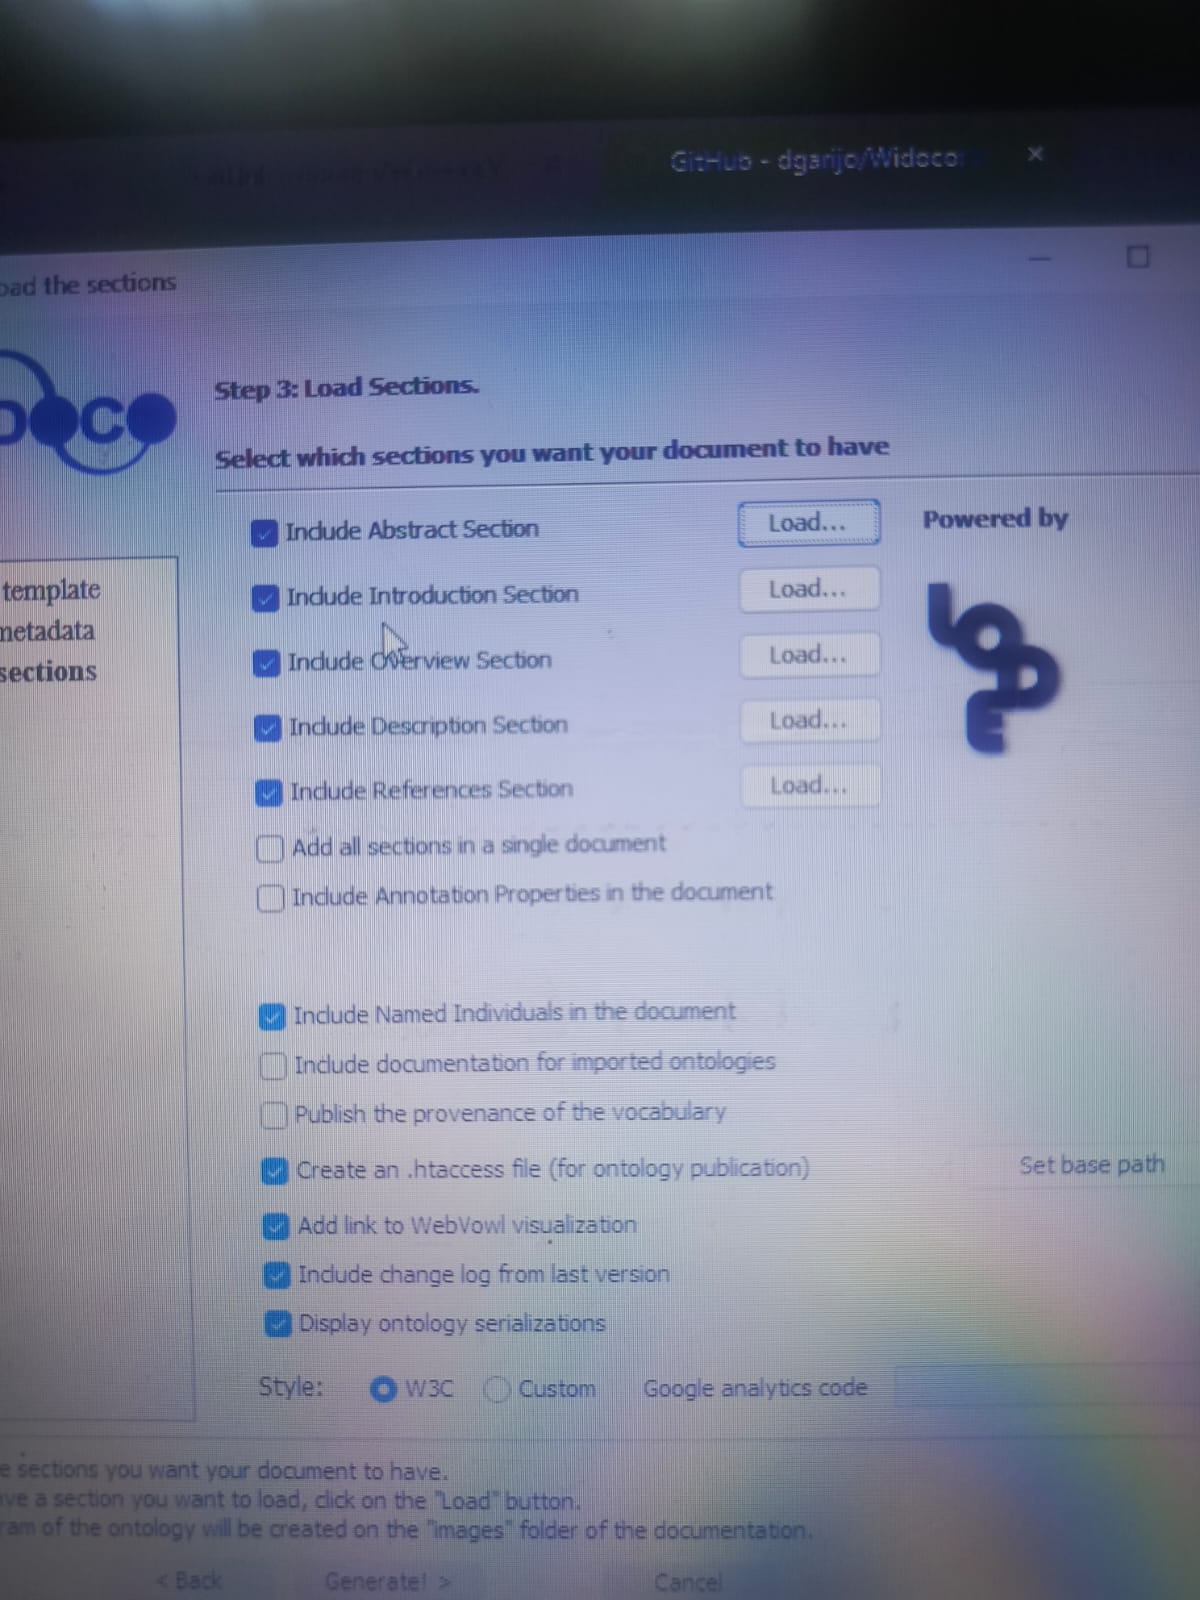 GitHub - dgarijo/Widoco:
oad the sections
DOCO
Step 3: Load Sections.
Select which sections you want your document to have
Include Abstract Section Load... Powered by
Include Introduction Section Load...
LODE
Include Overview Section Load...
Include Description Section Load...
Include References Section Load...
Add all sections in a single document
Include Annotation Properties in the document
template
metadata
sections
Include Named Individuals in the document
Include documentation for imported ontologies
Publish the provenance of the vocabulary
Create an .htaccess file (for ontology publication) Set base path
Add link to WebVowl visualization
Include change log from last version
Display ontology serializations
Style: W3C Custom Google analytics code
e sections you want your document to have.
ave a section you want to load, click on the "Load" button.
ram of the ontology will be created on the "images" folder of the documentation.
< Back Generate! > Cancel